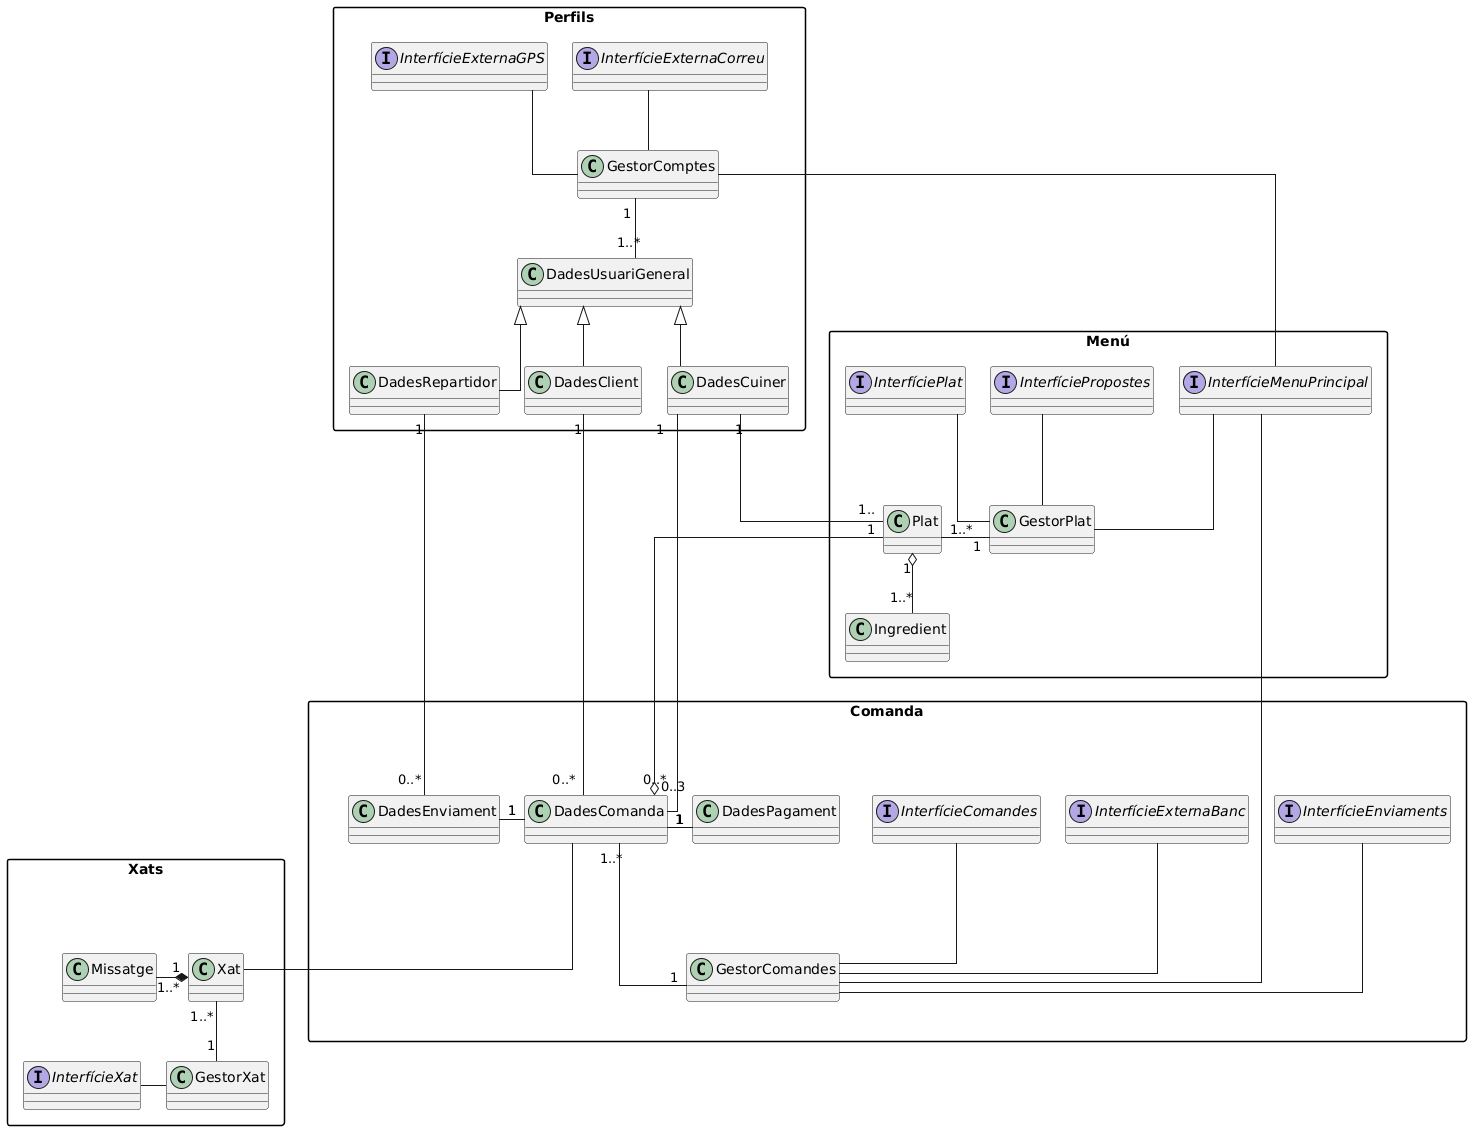 Perfils
I InterfícieExternaGPS
I InterfícieExternaCorreu
C GestorComptes
1
1..*
C DadesUsuariGeneral
C DadesRepartidor
C DadesClient
C DadesCuiner
1
1
1
1
Menú
I InterfíciePlat
I InterfíciePropostes
I InterfícieMenuPrincipal
1..
C Plat
C GestorPlat
1
1..*
1
1
1..*
C Ingredient
Comanda
0..*
0..*
0..*
0..3
C DadesEnviament
1
C DadesComanda
1
C DadesPagament
I InterfícieComandes
I InterfícieExternaBanc
I InterfícieEnviaments
1..*
1
C GestorComandes
Xats
C Missatge
1
1..*
C Xat
1..*
1
I InterfícieXat
C GestorXat